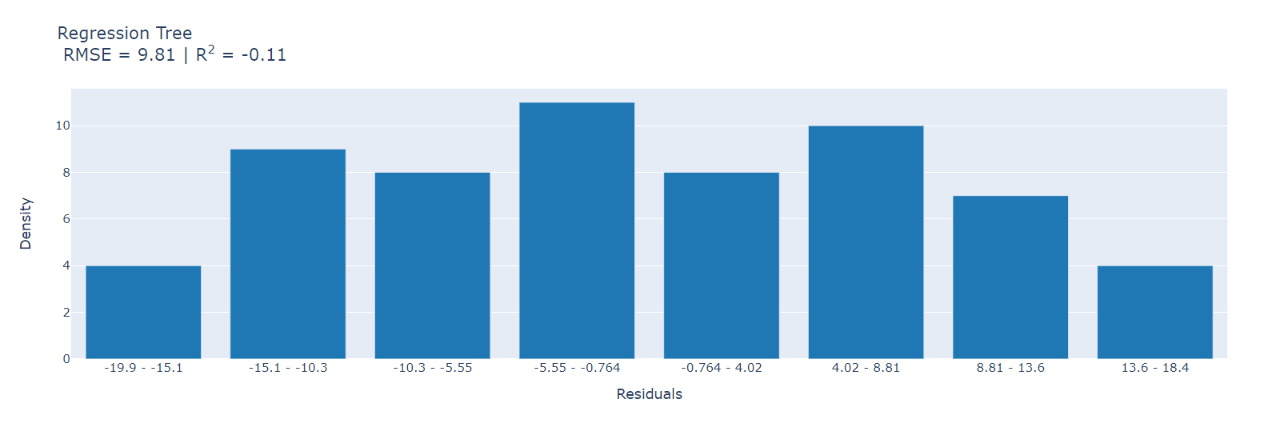 Regression Tree
RMSE = 9.81 | R² = -0.11
10
8
6
4
2
0
Density
-19.9 - -15.1
-15.1 - -10.3
-10.3 - -5.55
-5.55 - -0.764
-0.764 - 4.02
4.02 - 8.81
8.81 - 13.6
13.6 - 18.4
Residuals